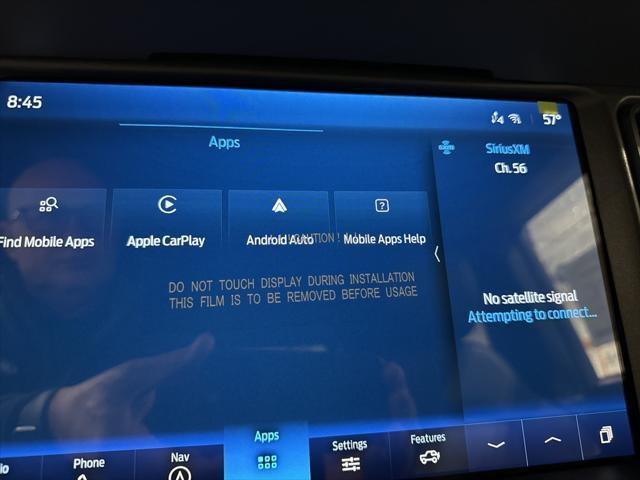 8:45
57°
Apps
SiriusXM
Ch. 56
Find Mobile Apps
Apple CarPlay
Android Auto
Mobile Apps Help
CAUTION !
DO NOT TOUCH DISPLAY DURING INSTALLATION
THIS FILM IS TO BE REMOVED BEFORE USAGE
No satellite signal
Attempting to connect...
Phone
Nav
Apps
Settings
Features